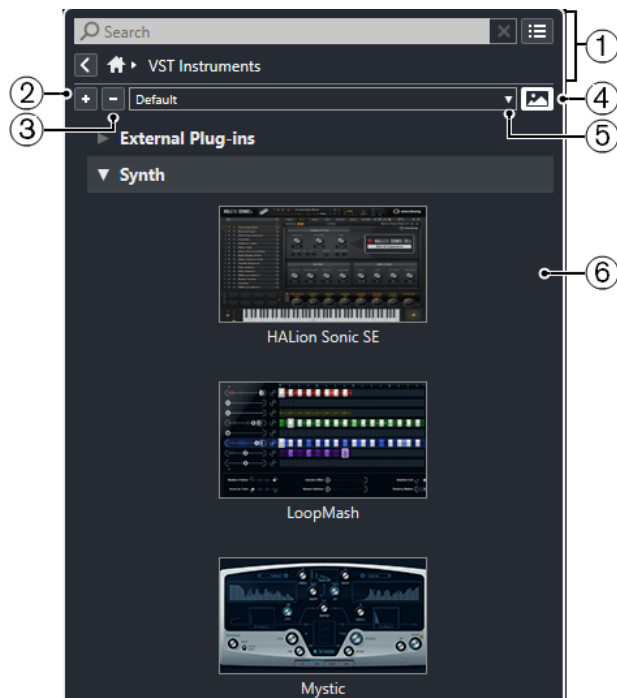 Search
①
VST Instruments
②
Default
④
③
⑤
External Plug-ins
Synth
⑥
HALion Sonic SE
LoopMash
Mystic